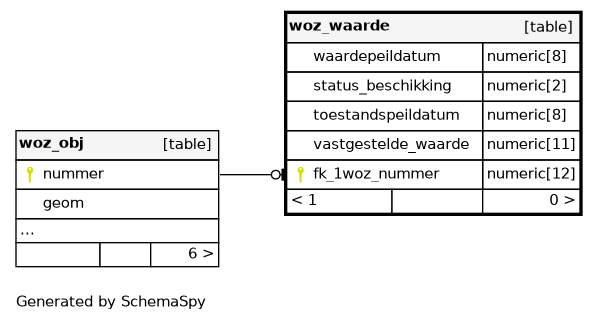 woz_waarde [table]
waardepeildatum numeric[8]
status_beschikking numeric[2]
toestandspeildatum numeric[8]
vastgestelde_waarde numeric[11]
fk_1woz_nummer numeric[12]
< 1 0 >
woz_obj [table]
nummer
geom
...
6 >
Generated by SchemaSpy